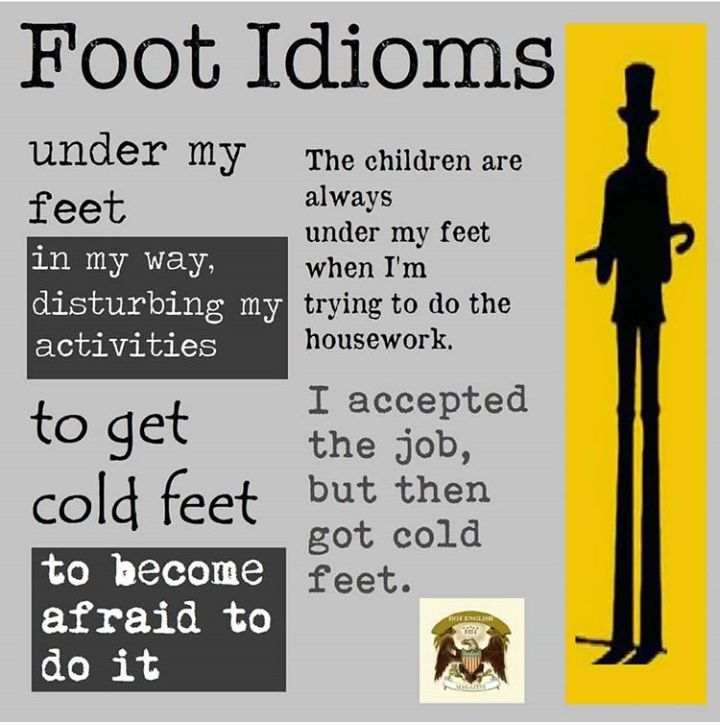 Foot Idioms
under my
feet
in my way,
disturbing my
activities
The children are
always
under my feet
when I'm
trying to do the
housework.
to get
cold feet
to become
afraid to
do it
I accepted
the job,
but then
got cold
feet.
HOT ENGLISH
MAGAZINE